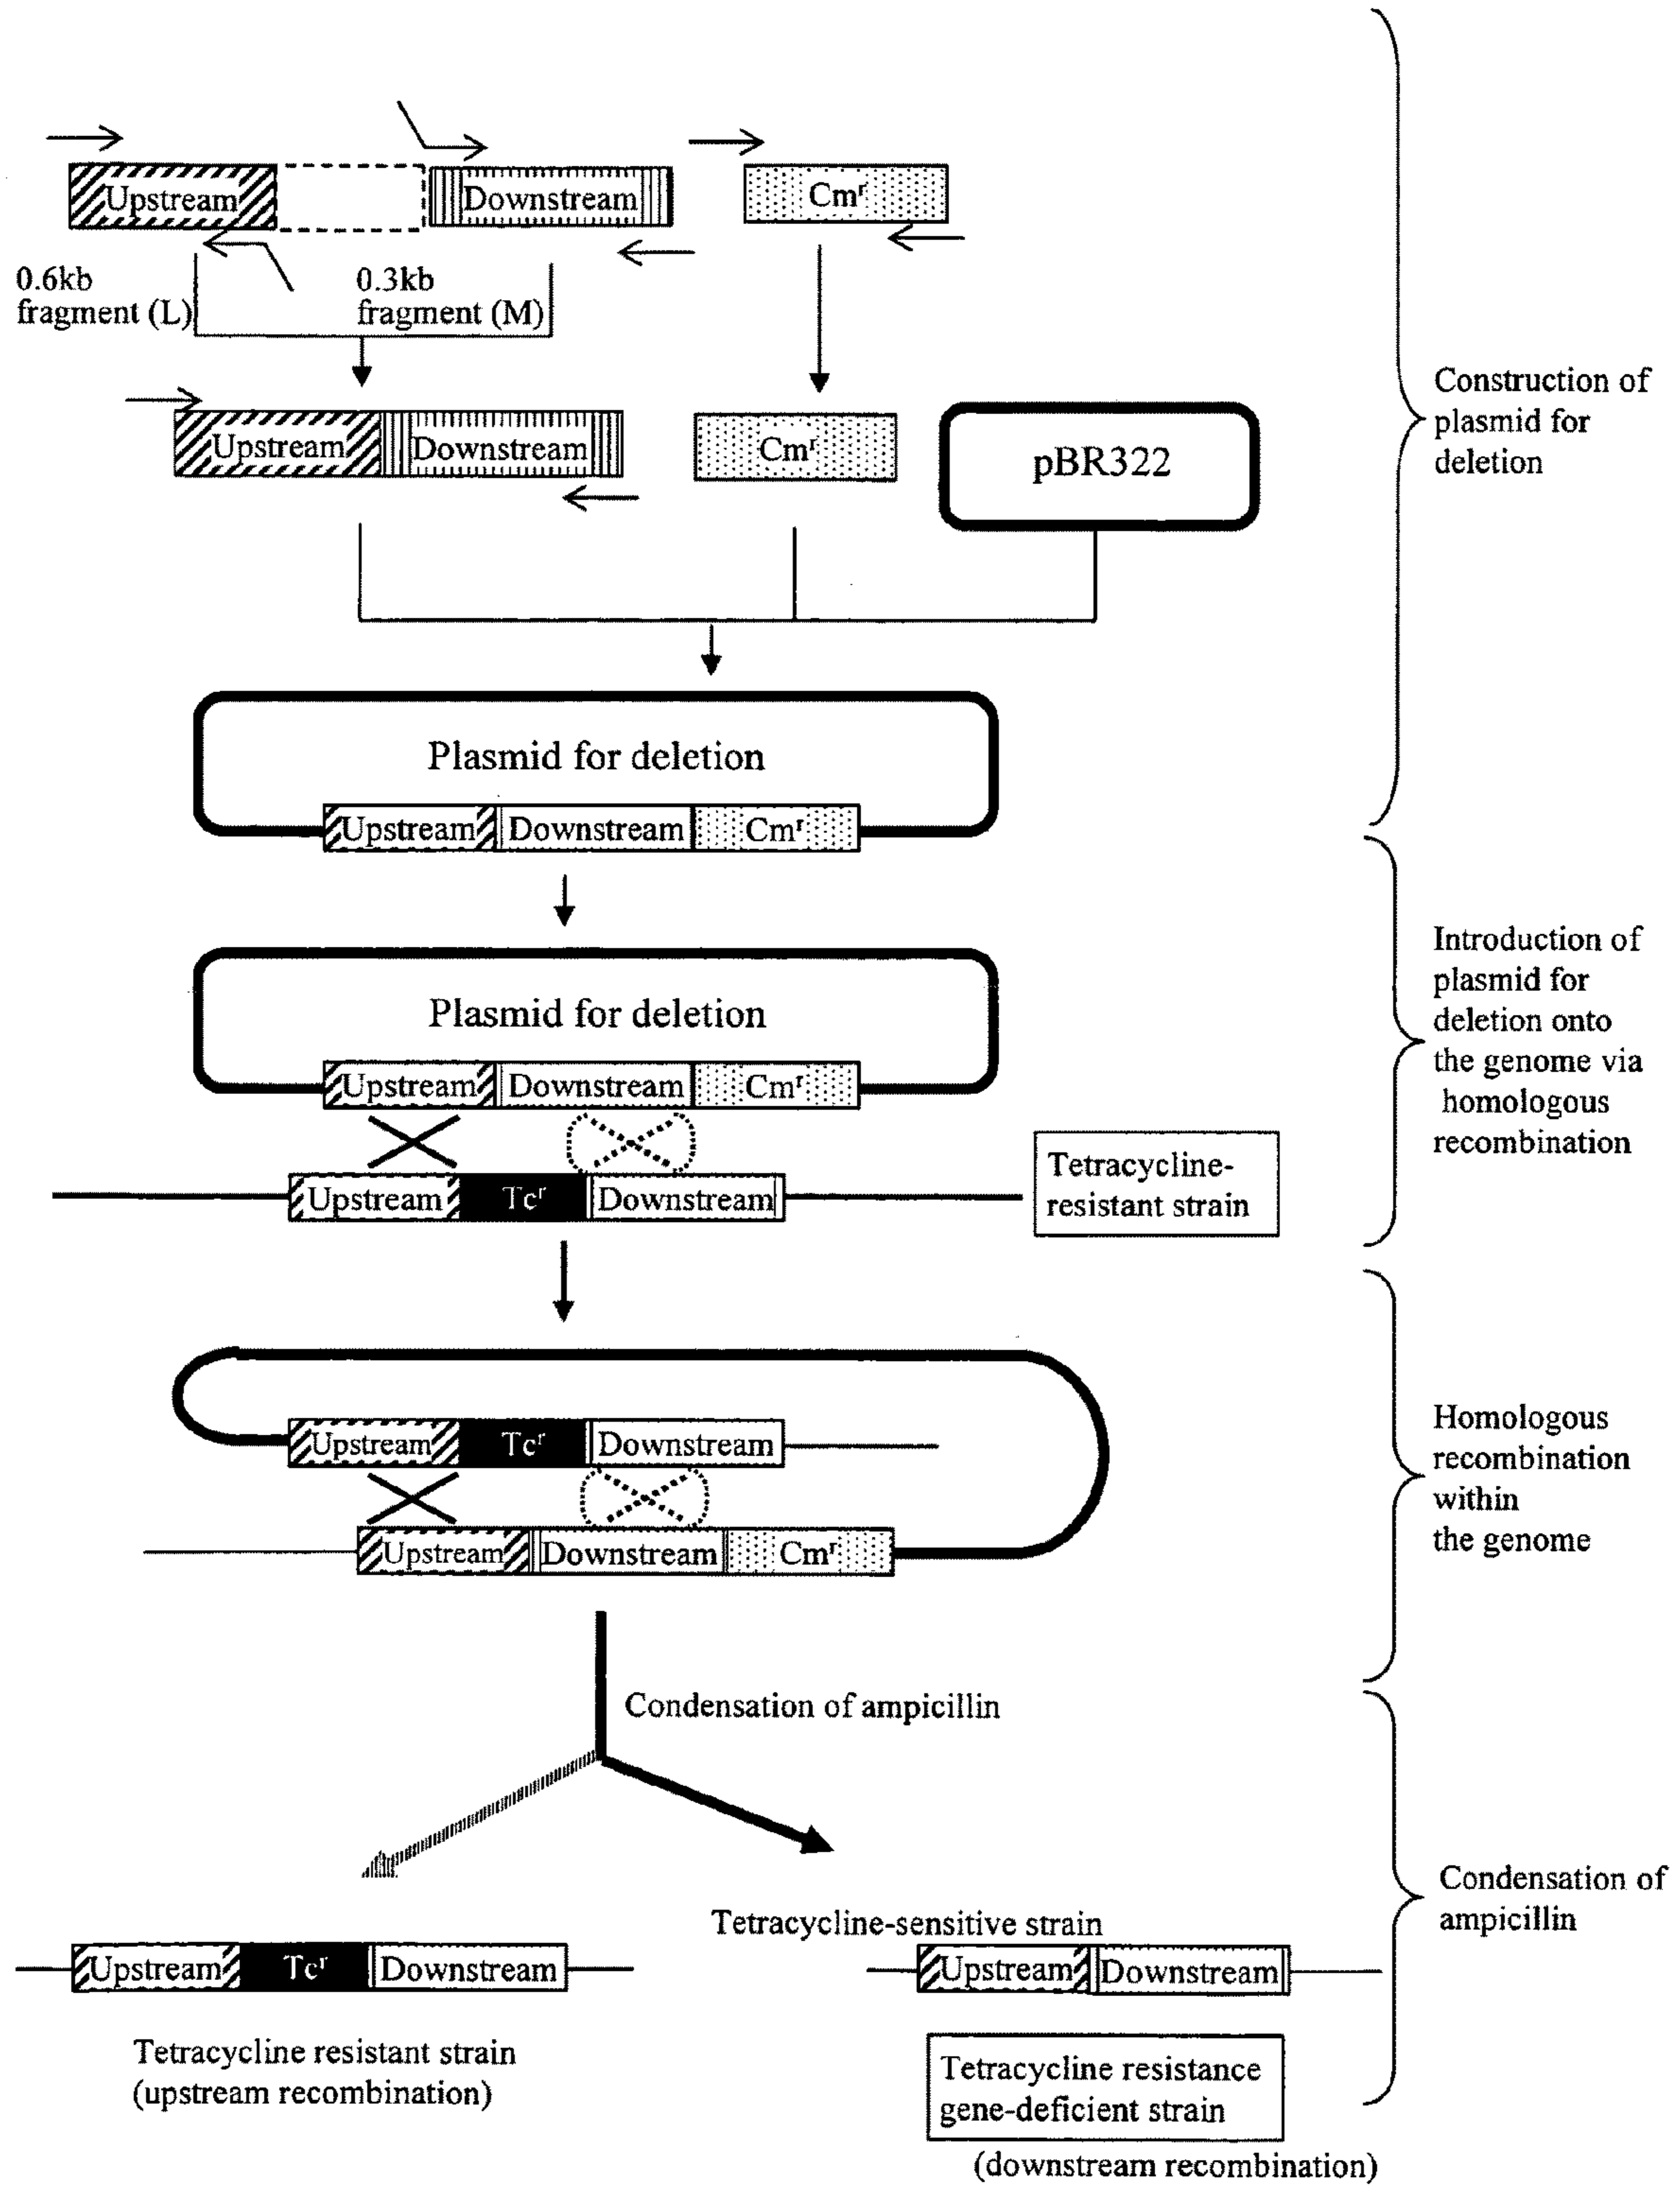 Upstream
Downstream
Cmʳ
0.6kb
fragment (L)
0.3kb
fragment (M)
Upstream
Downstream
Cmʳ
pBR322
Construction of
plasmid for
deletion
Plasmid for deletion
Upstream
Downstream
Cmʳ
Plasmid for deletion
Upstream
Downstream
Cmʳ
Upstream
Tcʳ
Downstream
Tetracycline-
resistant strain
Introduction of
plasmid for
deletion onto
the genome via
homologous
recombination
Upstream
Tcʳ
Downstream
Upstream
Downstream
Cmʳ
Homologous
recombination
within
the genome
Condensation of ampicillin
Tetracycline-sensitive strain
Upstream
Tcʳ
Downstream
Upstream
Downstream
Tetracycline resistant strain
(upstream recombination)
Tetracycline resistance
gene-deficient strain
(downstream recombination)
Condensation of
ampicillin